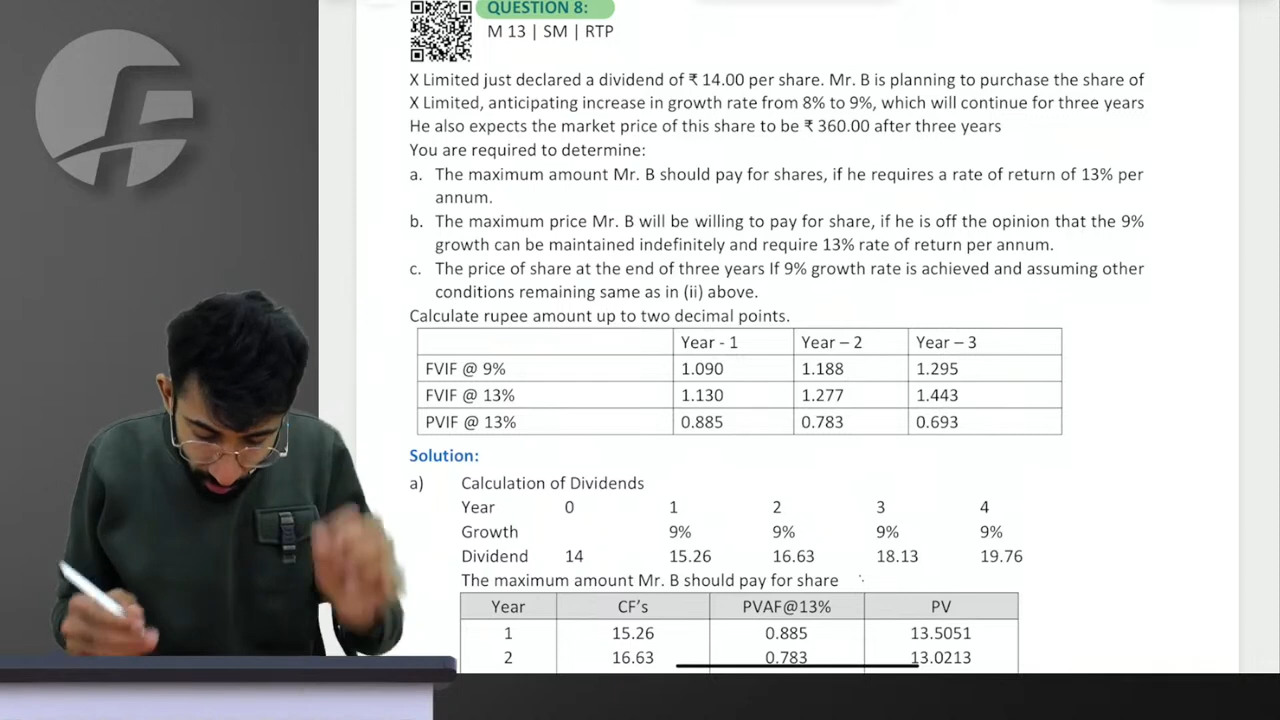 QUESTION 8:
M 13 | SM | RTP
X Limited just declared a dividend of ₹ 14.00 per share. Mr. B is planning to purchase the share of
X Limited, anticipating increase in growth rate from 8% to 9%, which will continue for three years
He also expects the market price of this share to be ₹ 360.00 after three years
You are required to determine:
a. The maximum amount Mr. B should pay for shares, if he requires a rate of return of 13% per
annum.
b. The maximum price Mr. B will be willing to pay for share, if he is off the opinion that the 9%
growth can be maintained indefinitely and require 13% rate of return per annum.
c. The price of share at the end of three years If 9% growth rate is achieved and assuming other
conditions remaining same as in (ii) above.
Calculate rupee amount up to two decimal points.
Year - 1 Year – 2 Year – 3
FVIF @ 9% 1.090 1.188 1.295
FVIF @ 13% 1.130 1.277 1.443
PVIF @ 13% 0.885 0.783 0.693
Solution:
a) Calculation of Dividends
Year 0 1 2 3 4
Growth 9% 9% 9% 9%
Dividend 14 15.26 16.63 18.13 19.76
The maximum amount Mr. B should pay for share
Year CF's PVAF@13% PV
1 15.26 0.885 13.5051
2 16.63 0.783 13.0213